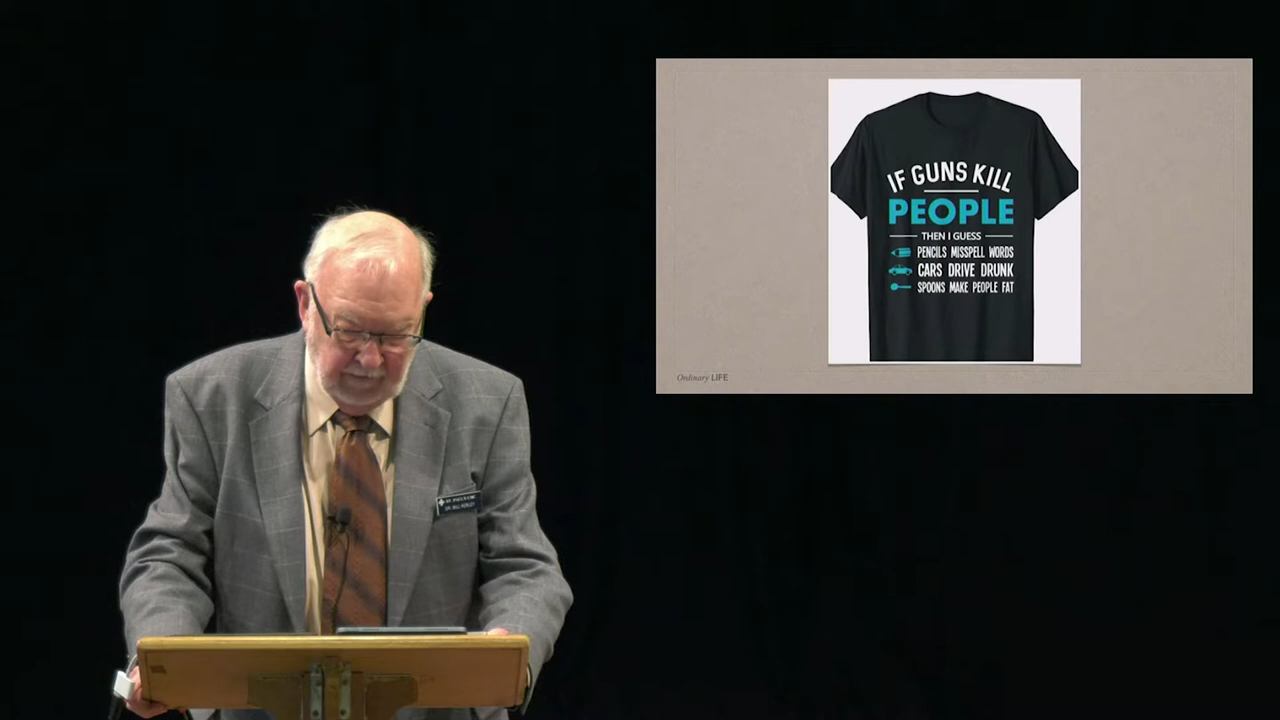 IF GUNS KILL
PEOPLE
THEN I GUESS
PENCILS MISSPELL WORDS
CARS DRIVE DRUNK
SPOONS MAKE PEOPLE FAT
Ordinary LIFE